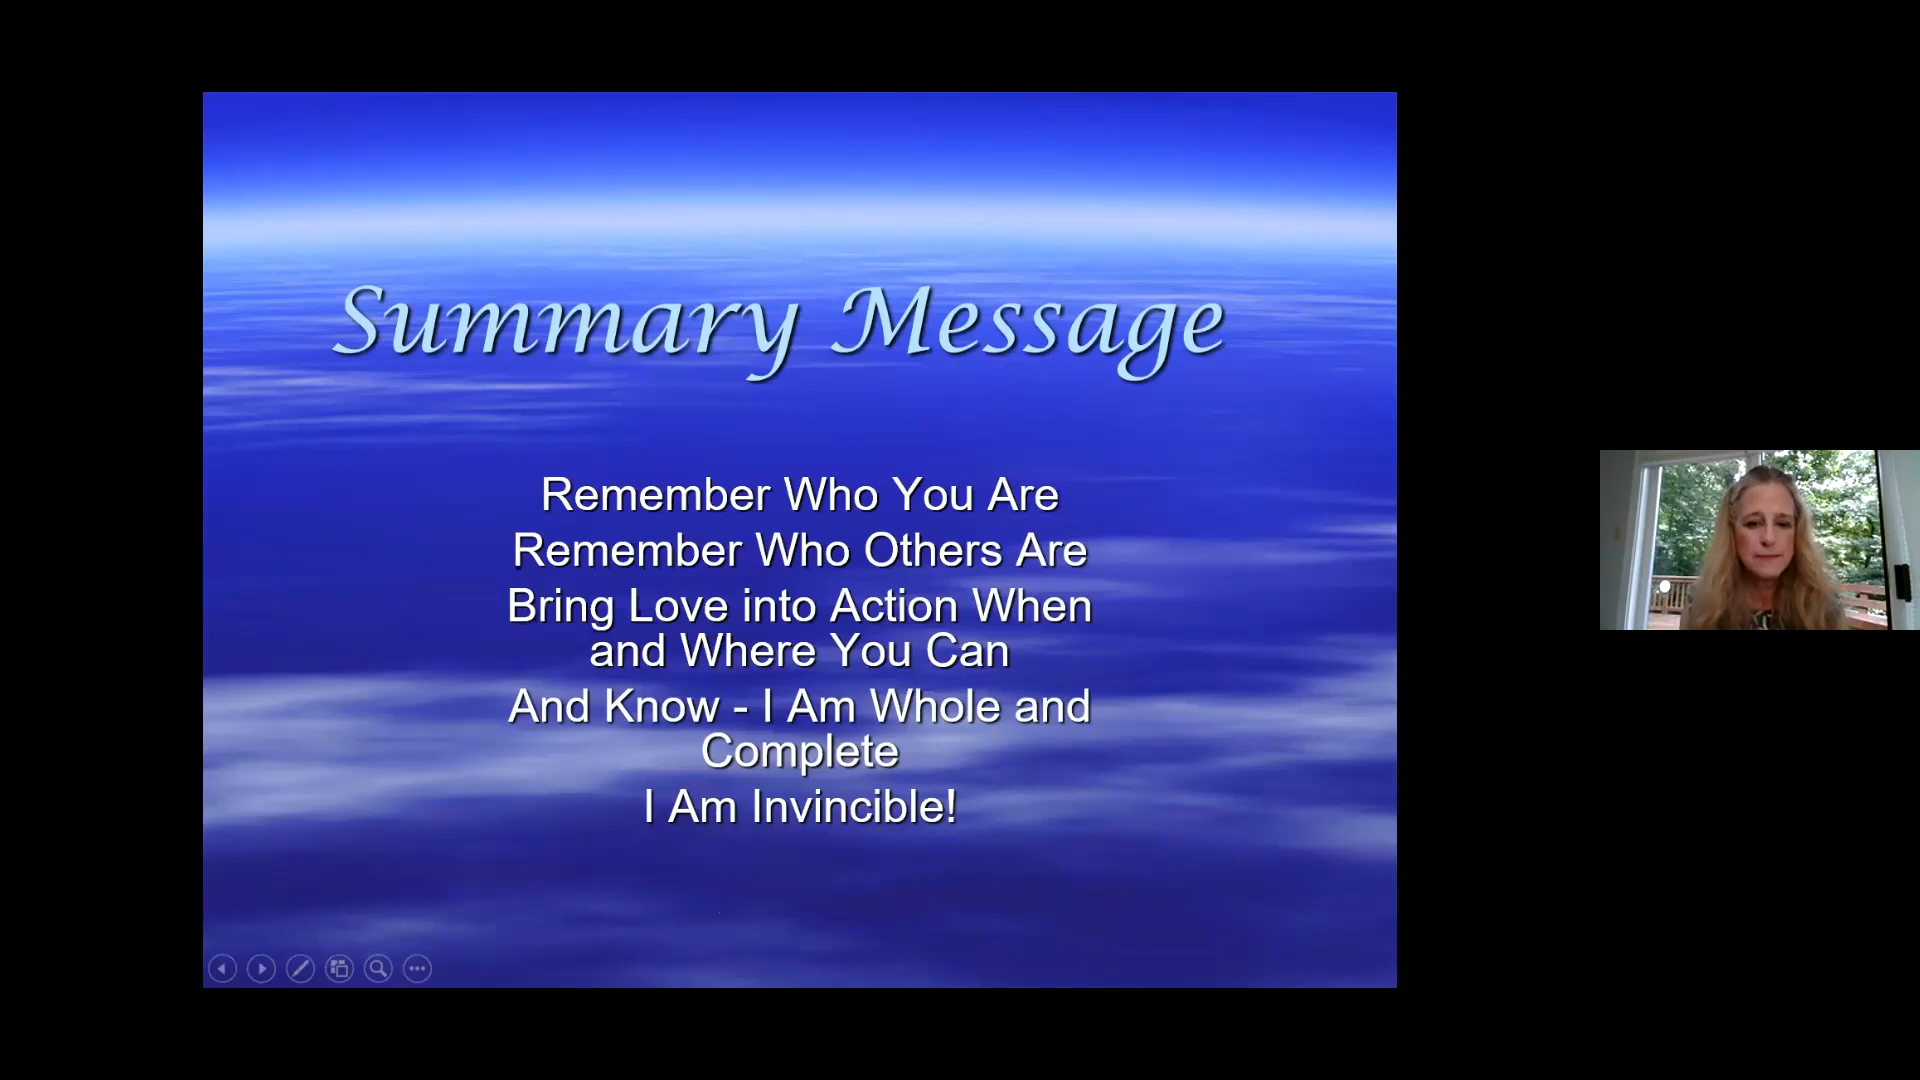 Summary Message
Remember Who You Are
Remember Who Others Are
Bring Love into Action When
and Where You Can
And Know - I Am Whole and
Complete
I Am Invincible!